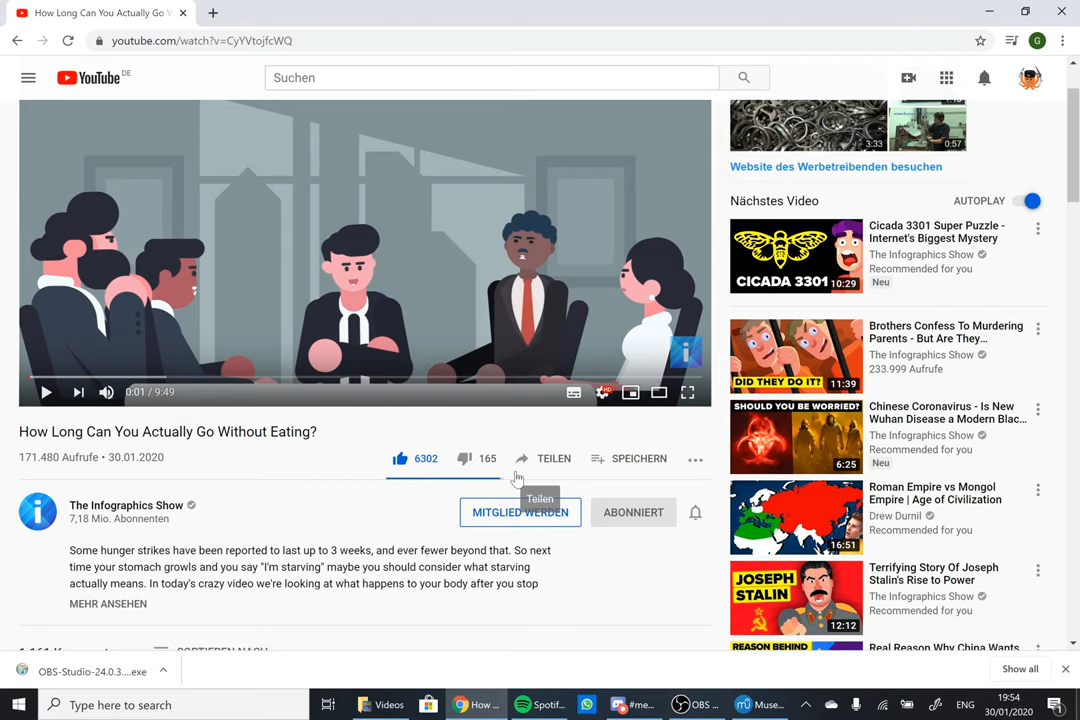 How Long Can You Actually Go W
youtube.com/watch?v=CyYVtojfcWQ
G
YouTube DE
Suchen
3:33
0:57
Website des Werbetreibenden besuchen
Nächstes Video
AUTOPLAY
CICADA 3301
10:29
Cicada 3301 Super Puzzle -
Internet's Biggest Mystery
The Infographics Show
Recommended for you
Neu
DID THEY DO IT?
11:39
Brothers Confess To Murdering
Parents - But Are They…
The Infographics Show
233.999 Aufrufe
SHOULD YOU BE WORRIED?
6:25
Chinese Coronavirus - Is New
Wuhan Disease a Modern Blac…
The Infographics Show
Recommended for you
Neu
16:51
Roman Empire vs Mongol
Empire | Age of Civilization
Drew Durnil
Recommended for you
JOSEPH
STALIN
12:12
Terrifying Story Of Joseph
Stalin's Rise to Power
The Infographics Show
Recommended for you
REASON BEHIND
Real Reason Why China Wants
0:01 / 9:49
HD
How Long Can You Actually Go Without Eating?
171.480 Aufrufe • 30.01.2020
6302
165
TEILEN
SPEICHERN
Teilen
The Infographics Show
7,18 Mio. Abonnenten
MITGLIED WERDEN
ABONNIERT
Some hunger strikes have been reported to last up to 3 weeks, and ever fewer beyond that. So next
time your stomach growls and you say "I'm starving" maybe you should consider what starving
actually means. In today's crazy video we're looking at what happens to your body after you stop
MEHR ANSEHEN
SORTIEREN NACH
OBS-Studio-24.0.3....exe
Show all
Type here to search
Videos
How ...
Spotif...
#me...
OBS ...
Muse...
ENG
19:54
30/01/2020
1